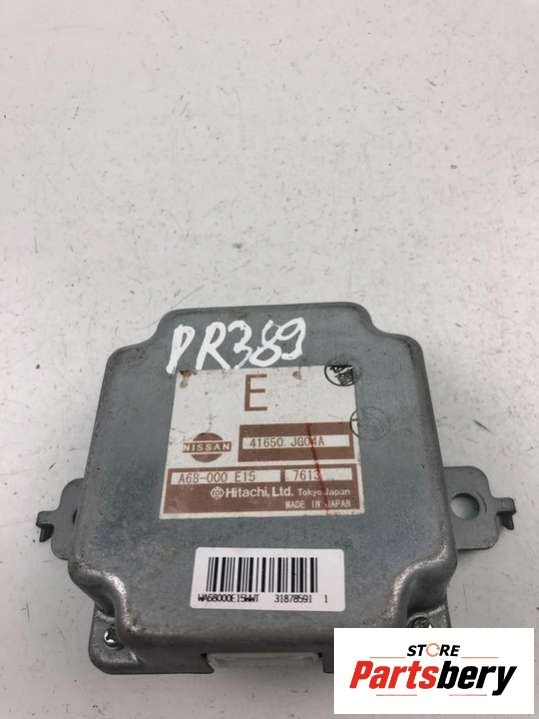 PR389
E
NISSAN 41650 JG04A
A68-000 E15 7613
Hitachi, Ltd. Tokyo Japan
MADE IN JAPAN
WA68000E15WWT 31878591 1
STORE
Partsbery